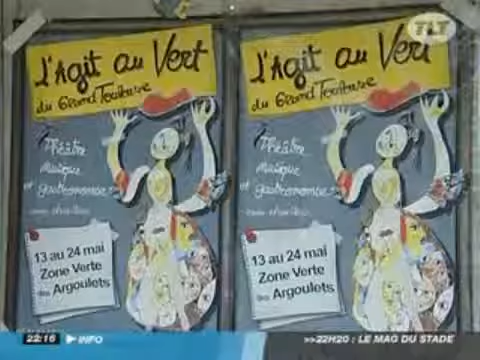 TLT
L'Agit au Vert
du Grand Toulouse
Théâtre
musique
et gastronomie
sous chapiteau
13 au 24 mai
Zone Verte
des Argoulets
L'Agit au Vert
du Grand Toulouse
Théâtre
musique
et gastronomie
13 au 24 mai
Zone Verte
des Argoulets
22:16 INFO
>>22H20 : LE MAG DU STADE